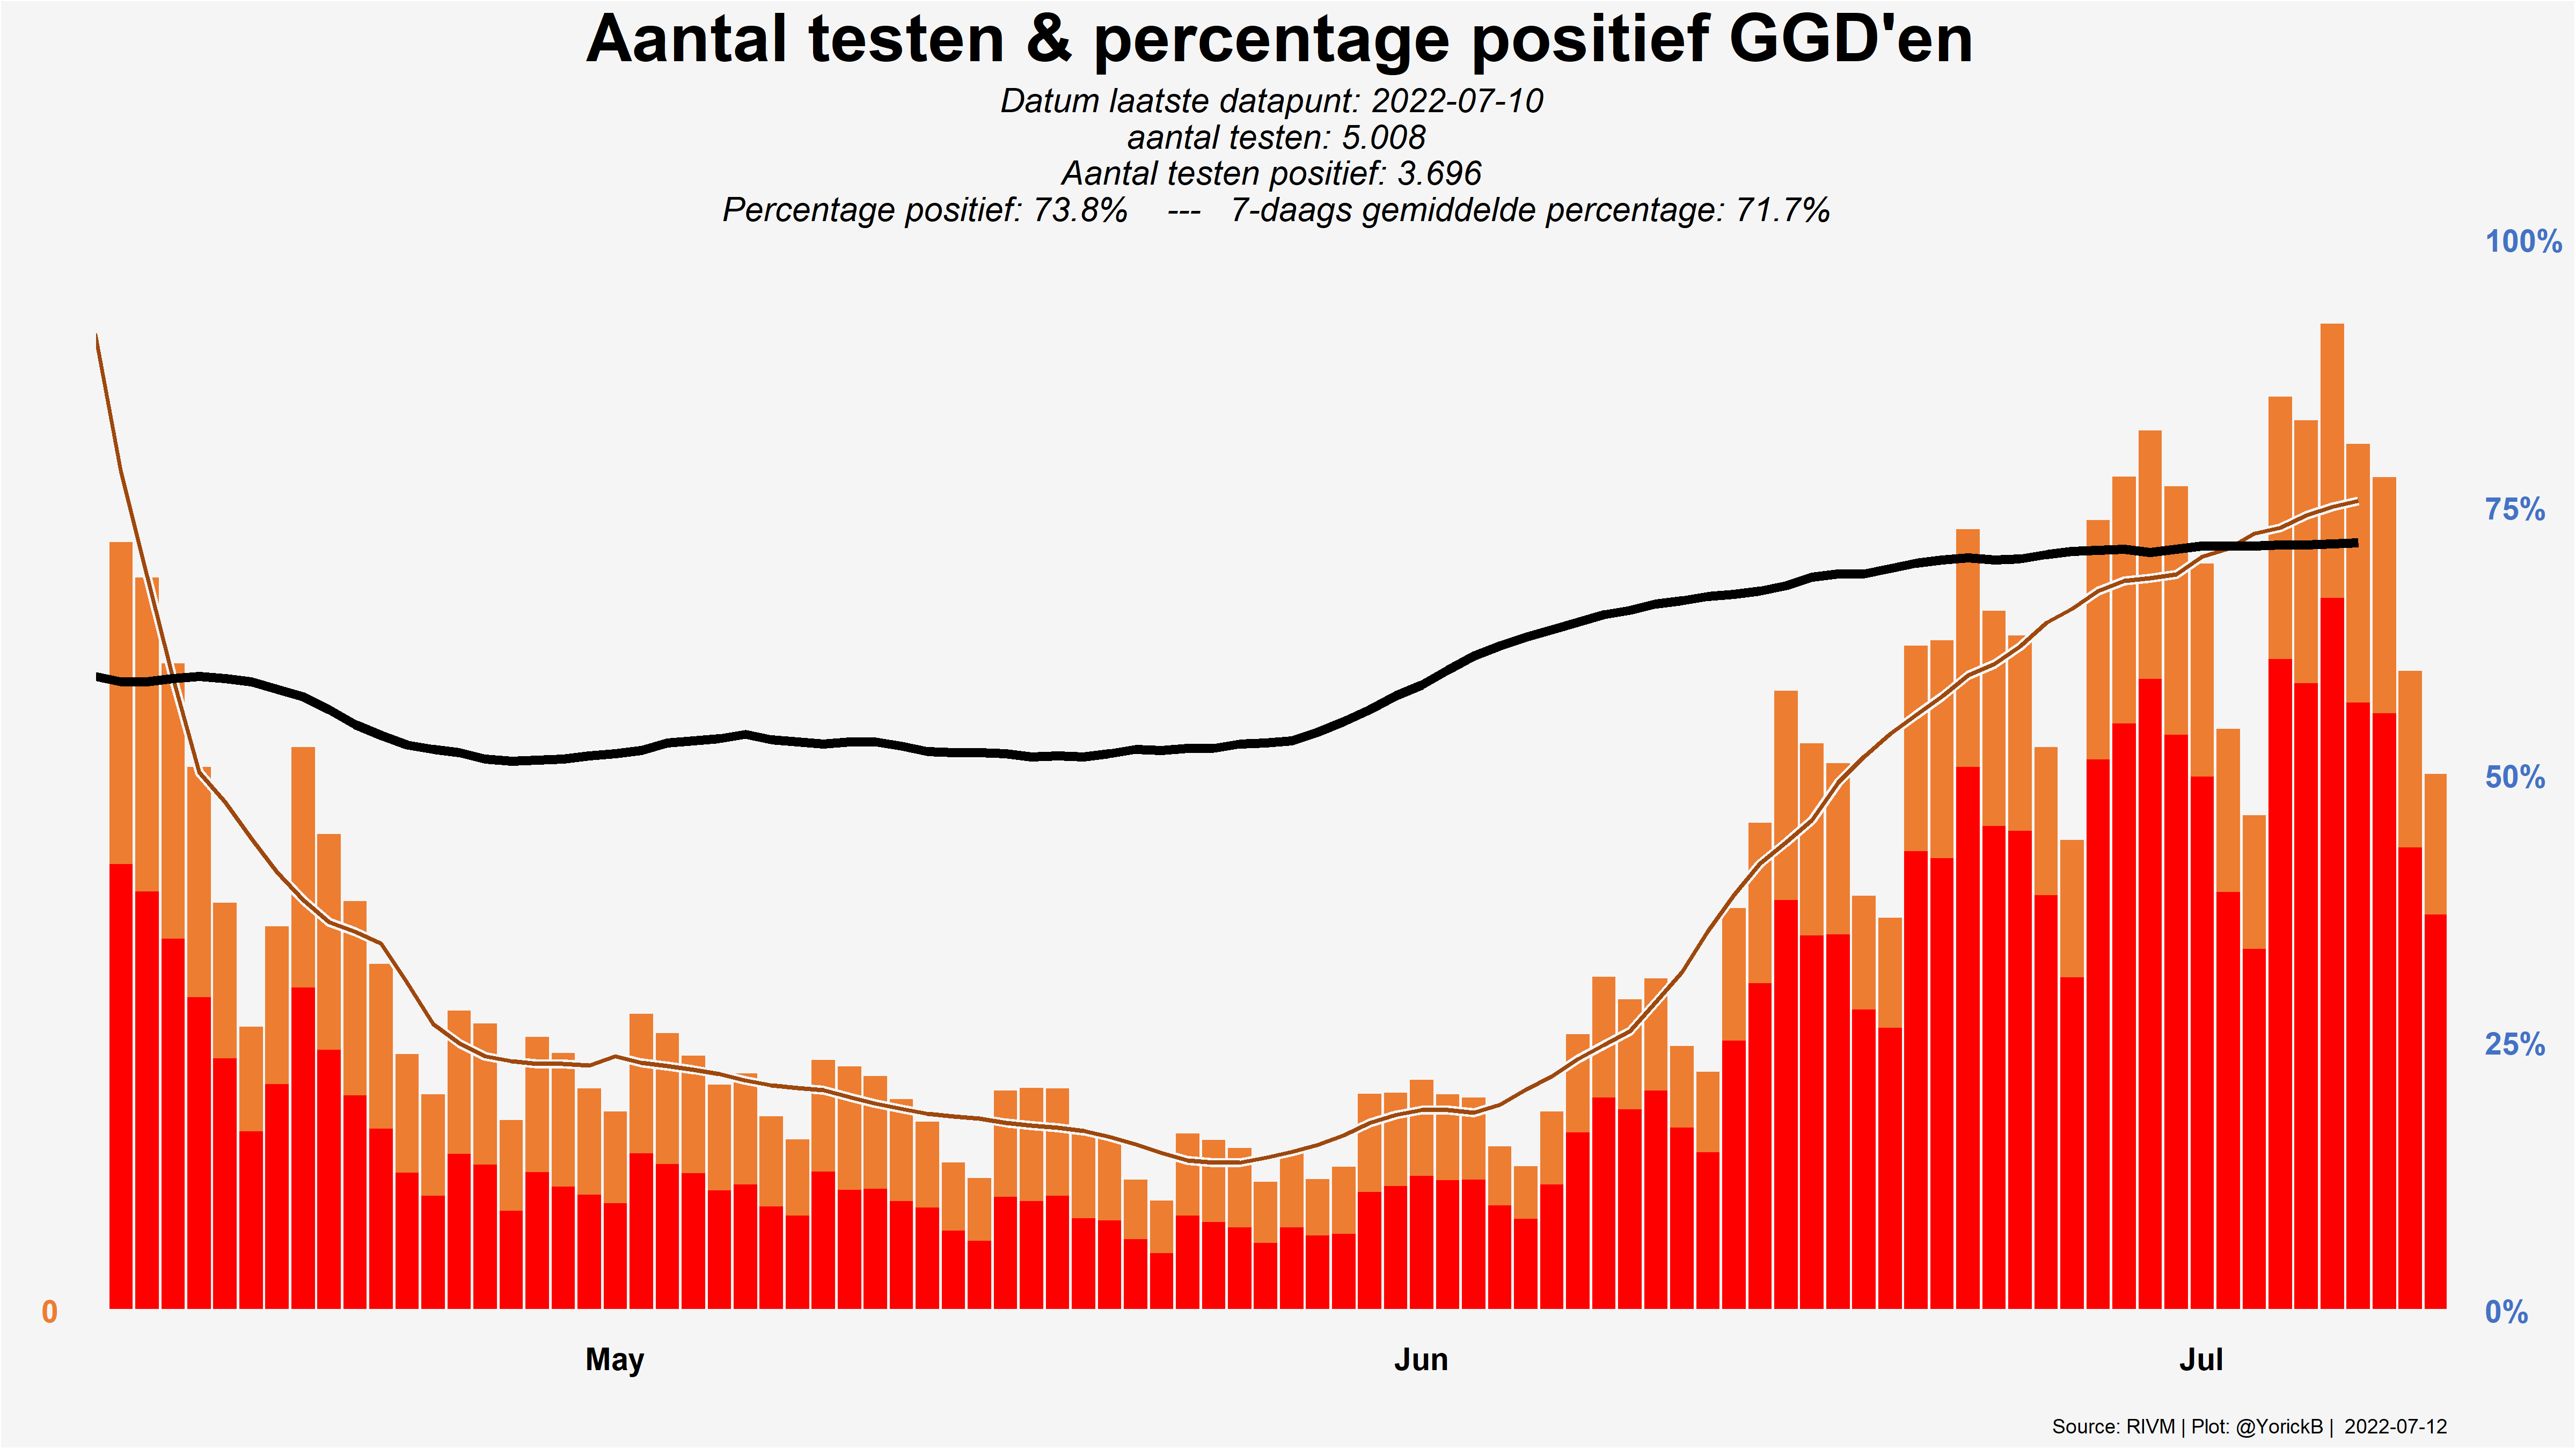 Aantal testen & percentage positief GGD'en
Datum laatste datapunt: 2022-07-10
aantal testen: 5.008
Aantal testen positief: 3.696
Percentage positief: 73.8% --- 7-daags gemiddelde percentage: 71.7%
100%
75%
50%
25%
0 0%
May Jun Jul
Source: RIVM | Plot: @YorickB | 2022-07-12